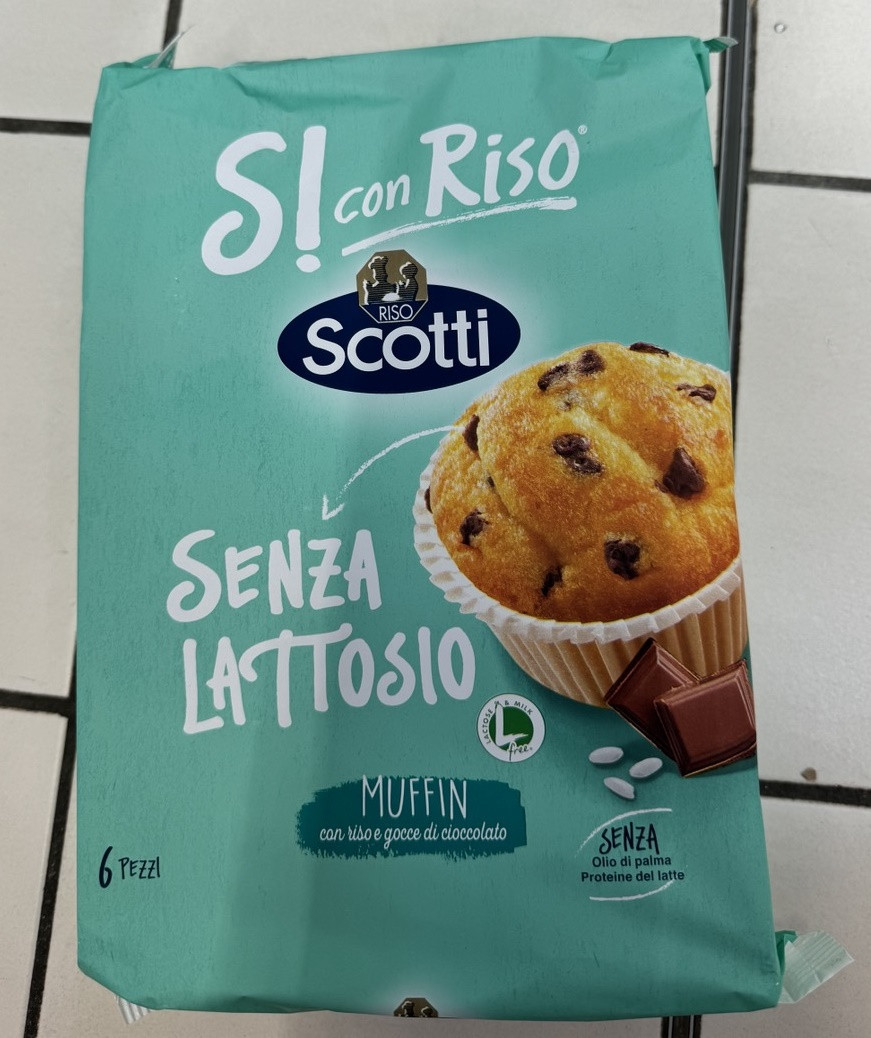 S! con Riso®
RISO
Scotti
SENZA
LATTOSIO
LACTOSE & MILK
free
MUFFIN
con riso e gocce di cioccolato
6 PEZZI
SENZA
Olio di palma
Proteine del latte